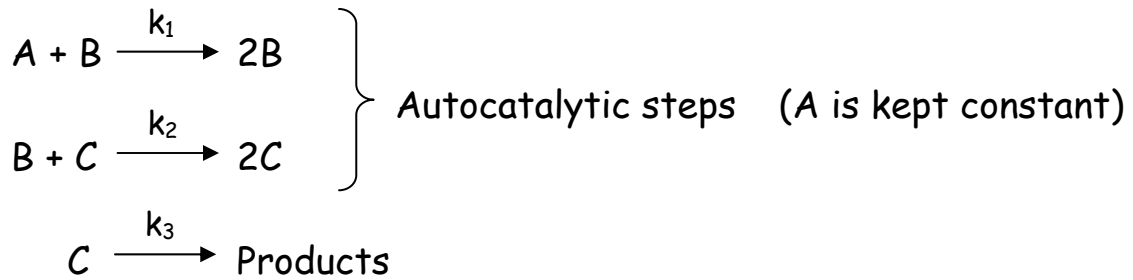 A + B k₁ 2B
Autocatalytic steps (A is kept constant)
B + C k₂ 2C
C k₃ Products